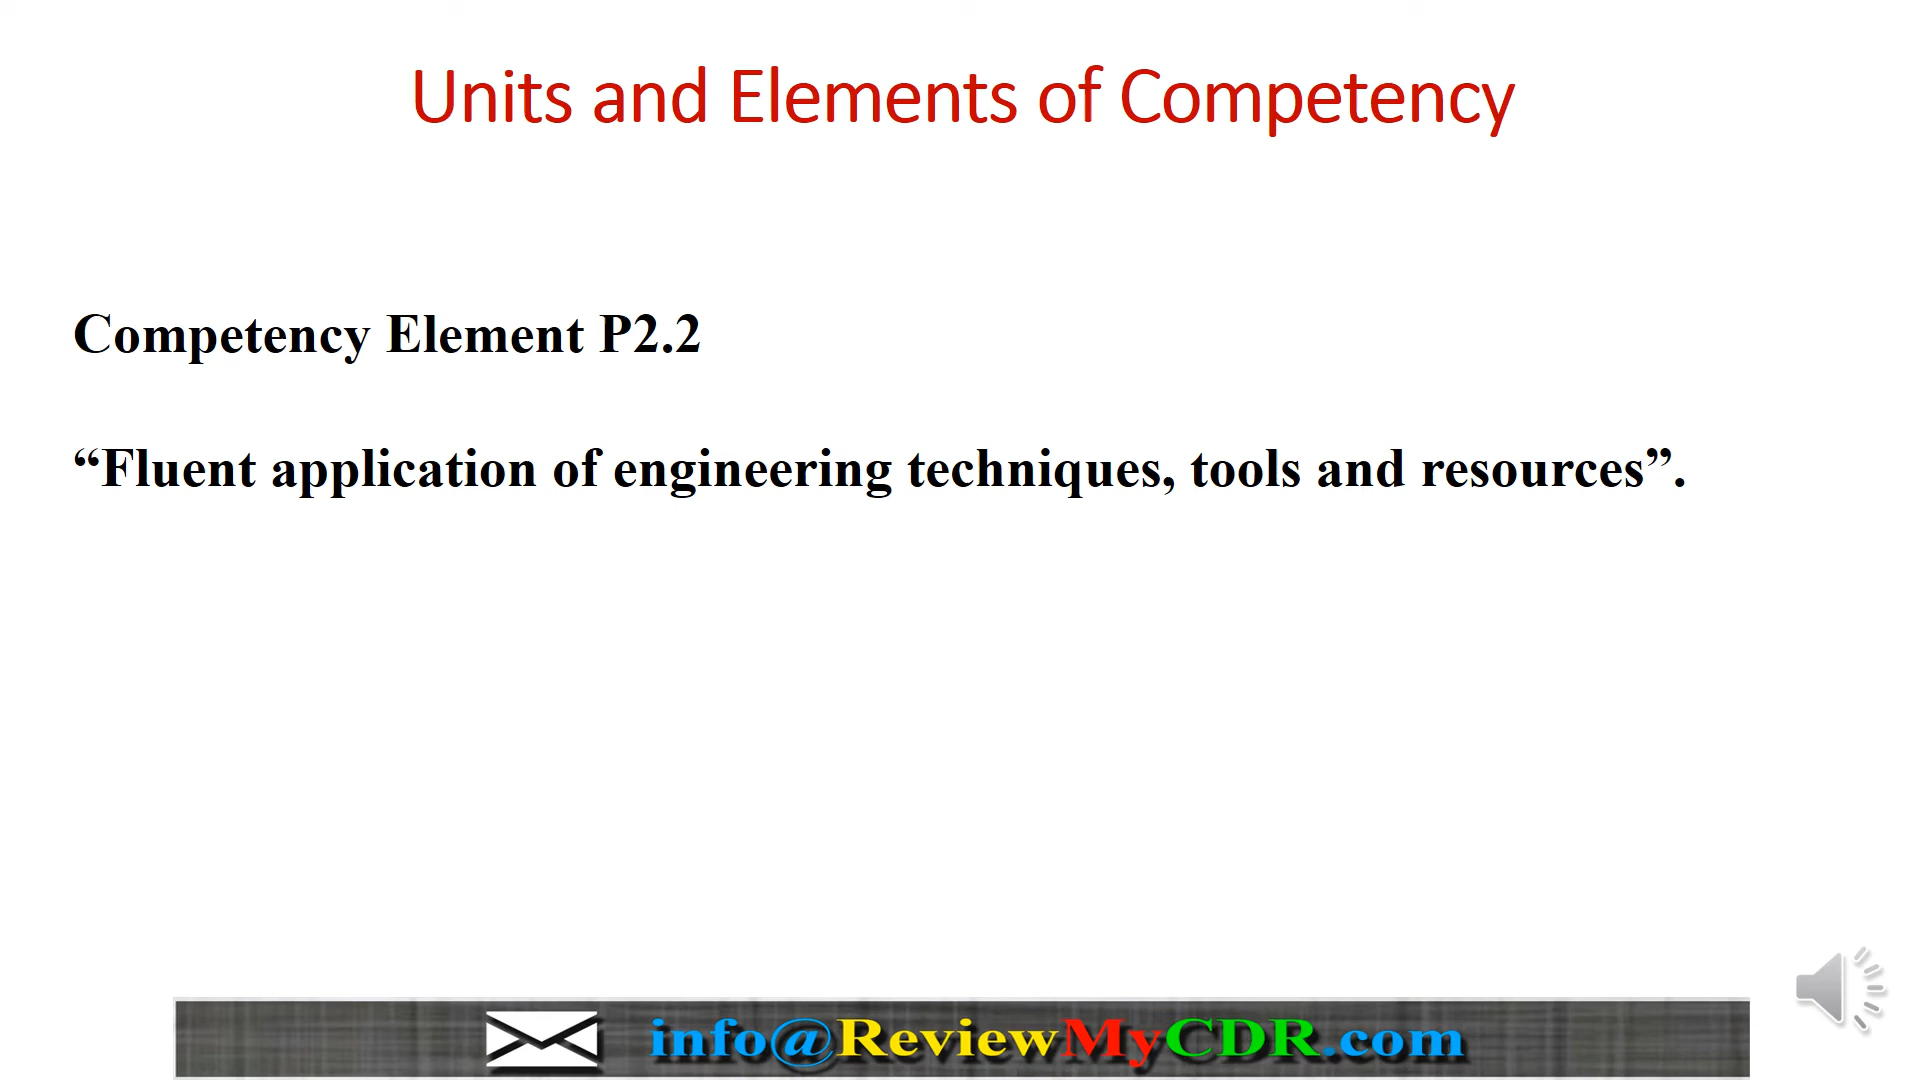 Units and Elements of Competency
Competency Element P2.2
“Fluent application of engineering techniques, tools and resources”.
info@ReviewMyCDR.com